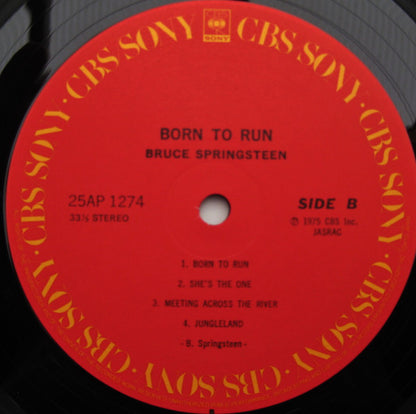 CBS SONY · CBS SONY · CBS SONY · CBS SONY · CBS SONY · CBS SONY
CBS
SONY
BORN TO RUN
BRUCE SPRINGSTEEN
25AP 1274
33⅓ STEREO
SIDE B
Ⓟ 1975 CBS Inc.
JASRAC
1. BORN TO RUN
2. SHE'S THE ONE
3. MEETING ACROSS THE RIVER
4. JUNGLELAND
-B. Springsteen-